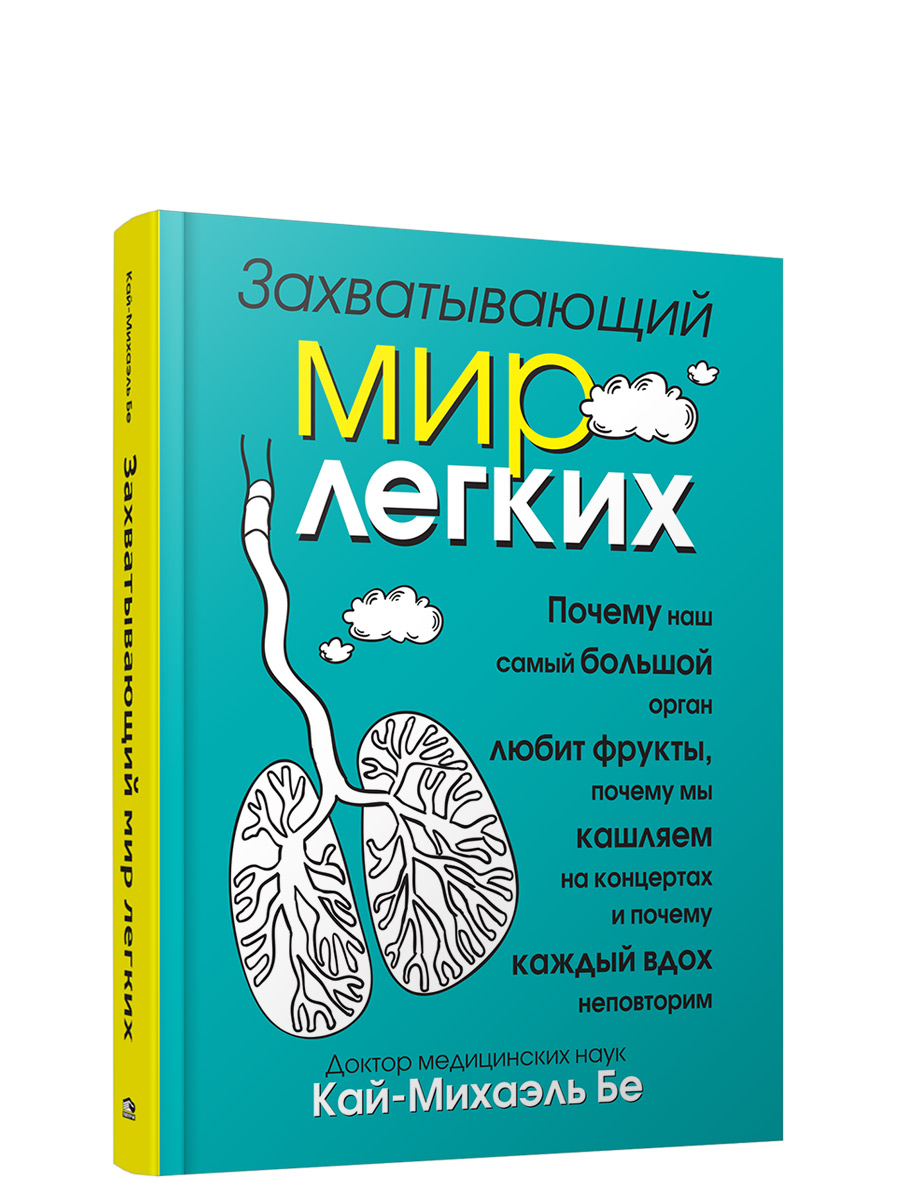 Захватывающий
мир
легких
Почему наш
самый большой
орган
любит фрукты,
почему мы
кашляем
на концертах
и почему
каждый вдох
неповторим
Доктор медицинских наук
Кай-Михаэль Бе
Кай-Михаэль Бе
Захватывающий мир легких